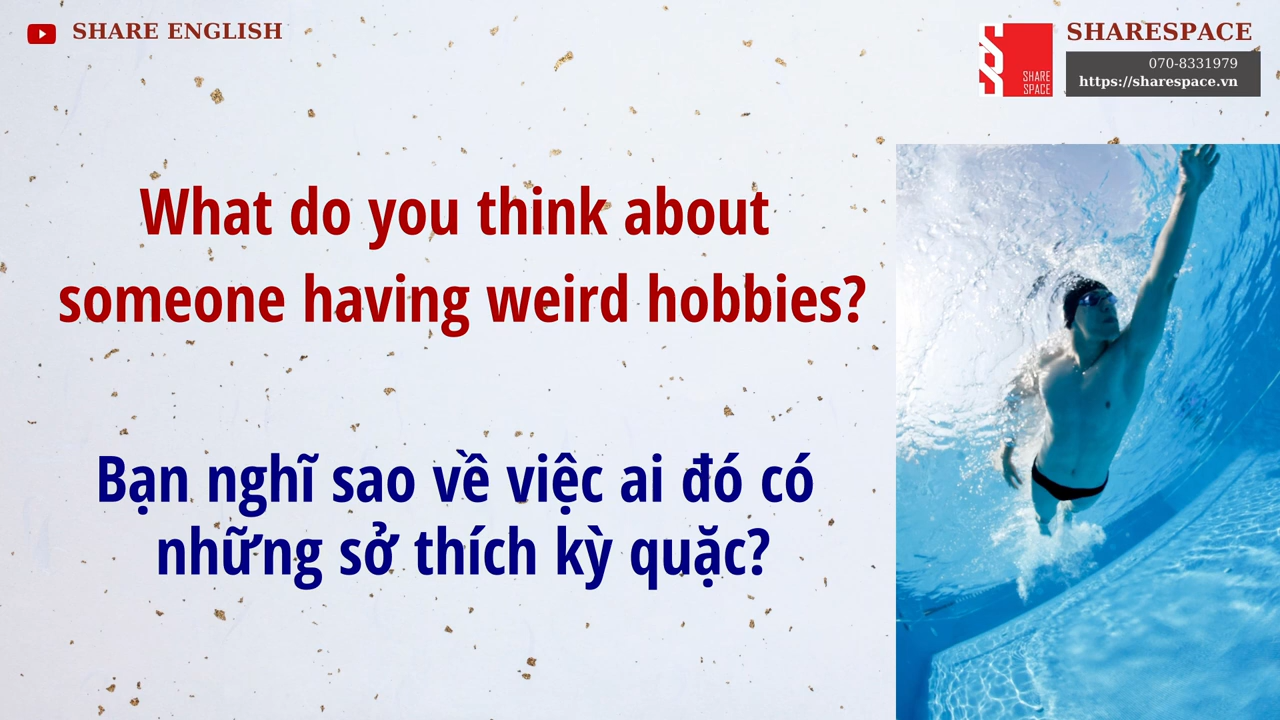 SHARE ENGLISH
SHARESPACE
070-8331979
https://sharespace.vn
SHARE
SPACE
What do you think about
someone having weird hobbies?
Bạn nghĩ sao về việc ai đó có
những sở thích kỳ quặc?